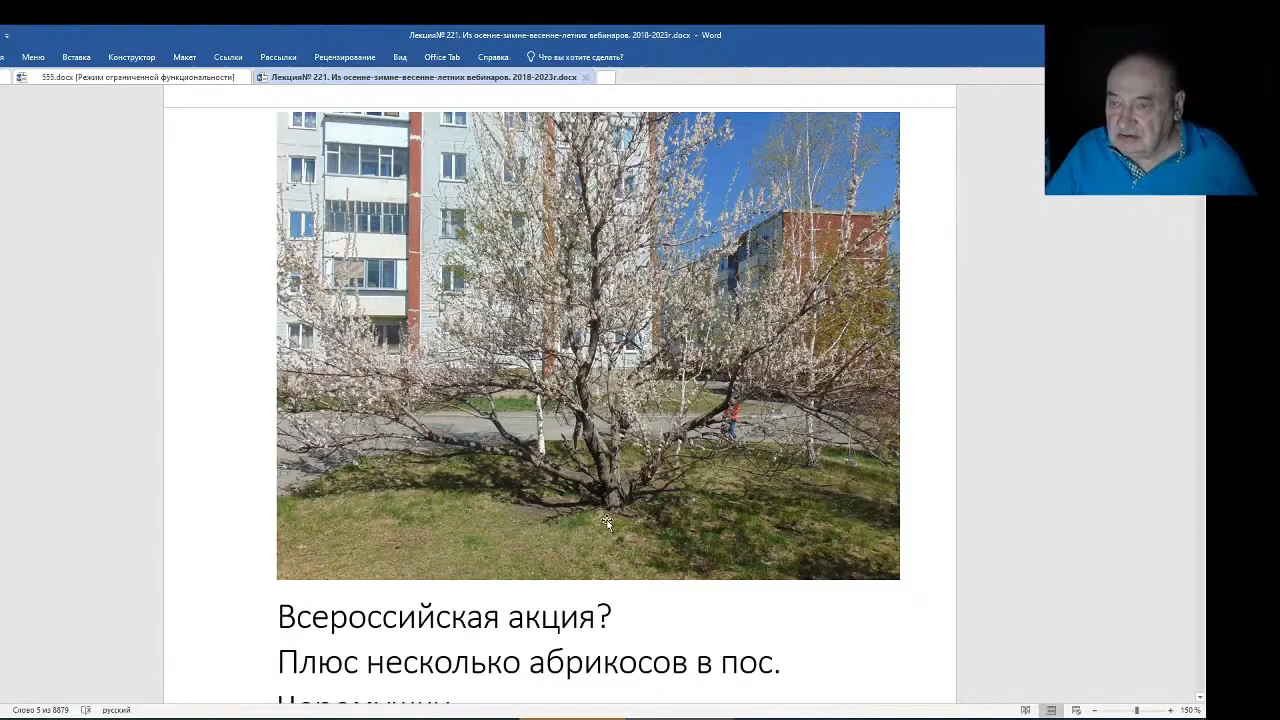 Лекция№ 221. Из осенне-зимне-весенне-летних вебинаров. 2018-2023г.docx - Word
Меню Вставка Конструктор Макет Ссылки Рассылки Рецензирование Вид Office Tab Справка Что вы хотите сделать?
555.docx [Режим ограниченной функциональности] Лекция№ 221. Из осенне-зимне-весенне-летних вебинаров. 2018-2023г.docx
Всероссийская акция?
Плюс несколько абрикосов в пос.
Слово 5 из 8879 русский 150 %